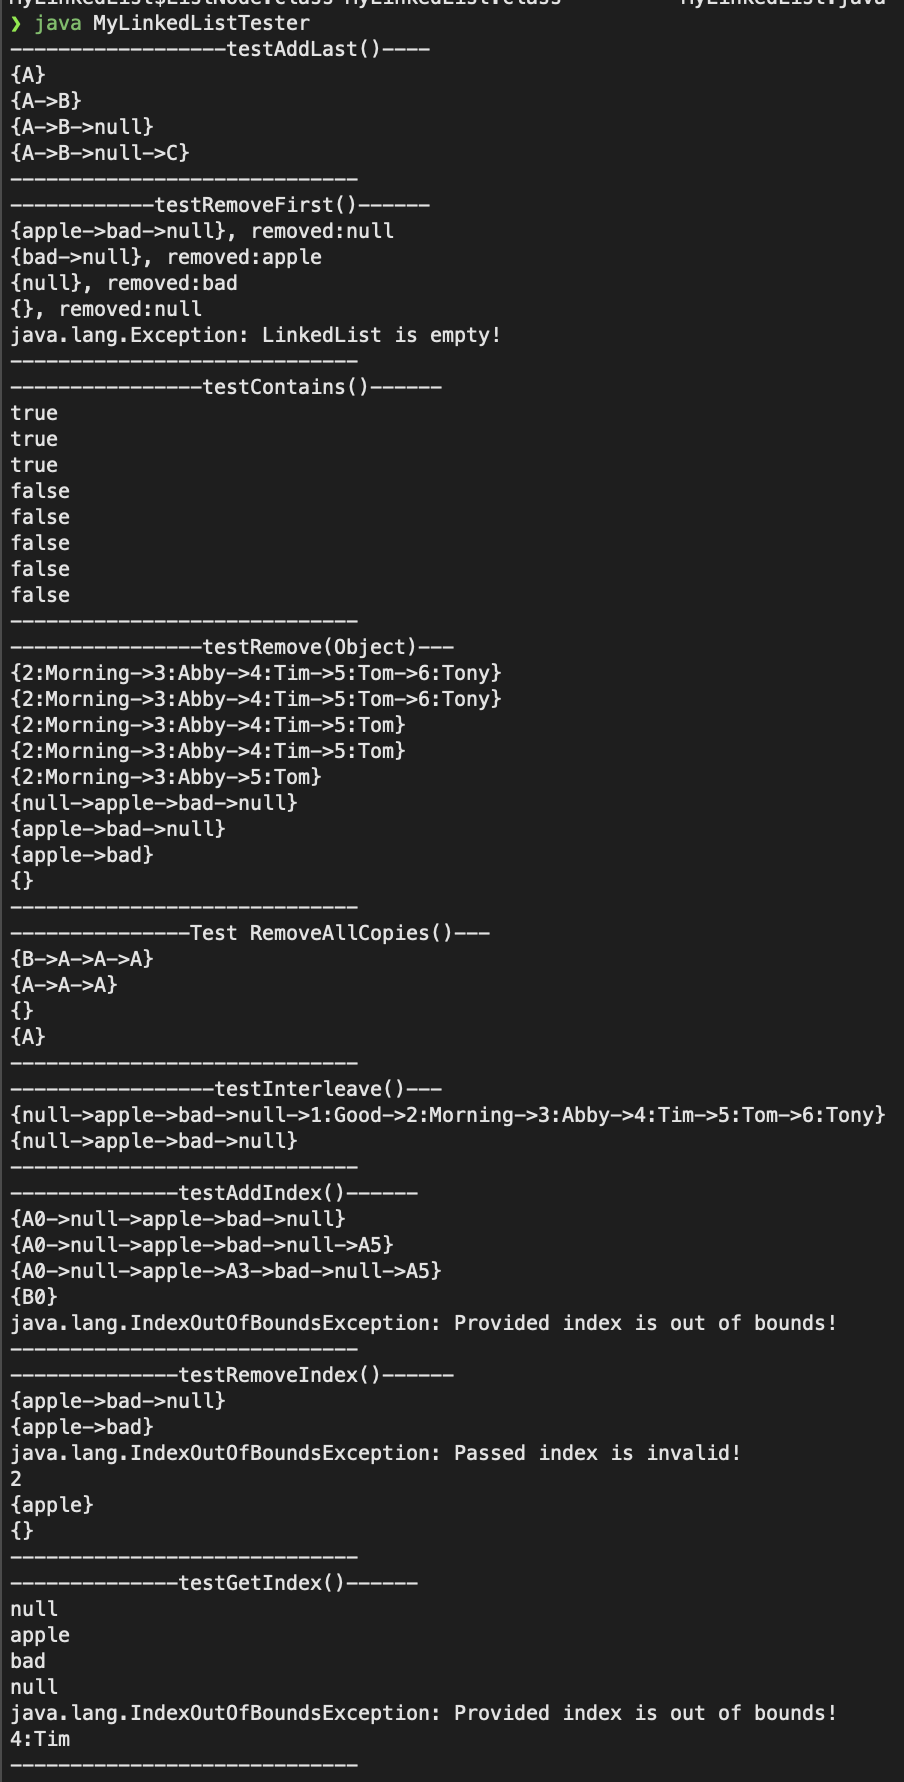 MyLinkedList$ListNode.class MyLinkedList.class MyLinkedList.java
❯ java MyLinkedListTester
------------------testAddLast()----
{A}
{A->B}
{A->B->null}
{A->B->null->C}
-----------------------------
------------testRemoveFirst()------
{apple->bad->null}, removed:null
{bad->null}, removed:apple
{null}, removed:bad
{}, removed:null
java.lang.Exception: LinkedList is empty!
-----------------------------
----------------testContains()------
true
true
true
false
false
false
false
false
-----------------------------
----------------testRemove(Object)---
{2:Morning->3:Abby->4:Tim->5:Tom->6:Tony}
{2:Morning->3:Abby->4:Tim->5:Tom->6:Tony}
{2:Morning->3:Abby->4:Tim->5:Tom}
{2:Morning->3:Abby->4:Tim->5:Tom}
{2:Morning->3:Abby->5:Tom}
{null->apple->bad->null}
{apple->bad->null}
{apple->bad}
{}
-----------------------------
---------------Test RemoveAllCopies()---
{B->A->A->A}
{A->A->A}
{}
{A}
-----------------------------
-----------------testInterleave()---
{null->apple->bad->null->1:Good->2:Morning->3:Abby->4:Tim->5:Tom->6:Tony}
{null->apple->bad->null}
-----------------------------
--------------testAddIndex()------
{A0->null->apple->bad->null}
{A0->null->apple->bad->null->A5}
{A0->null->apple->A3->bad->null->A5}
{B0}
java.lang.IndexOutOfBoundsException: Provided index is out of bounds!
-----------------------------
--------------testRemoveIndex()------
{apple->bad->null}
{apple->bad}
java.lang.IndexOutOfBoundsException: Passed index is invalid!
2
{apple}
{}
-----------------------------
--------------testGetIndex()------
null
apple
bad
null
java.lang.IndexOutOfBoundsException: Provided index is out of bounds!
4:Tim
-----------------------------